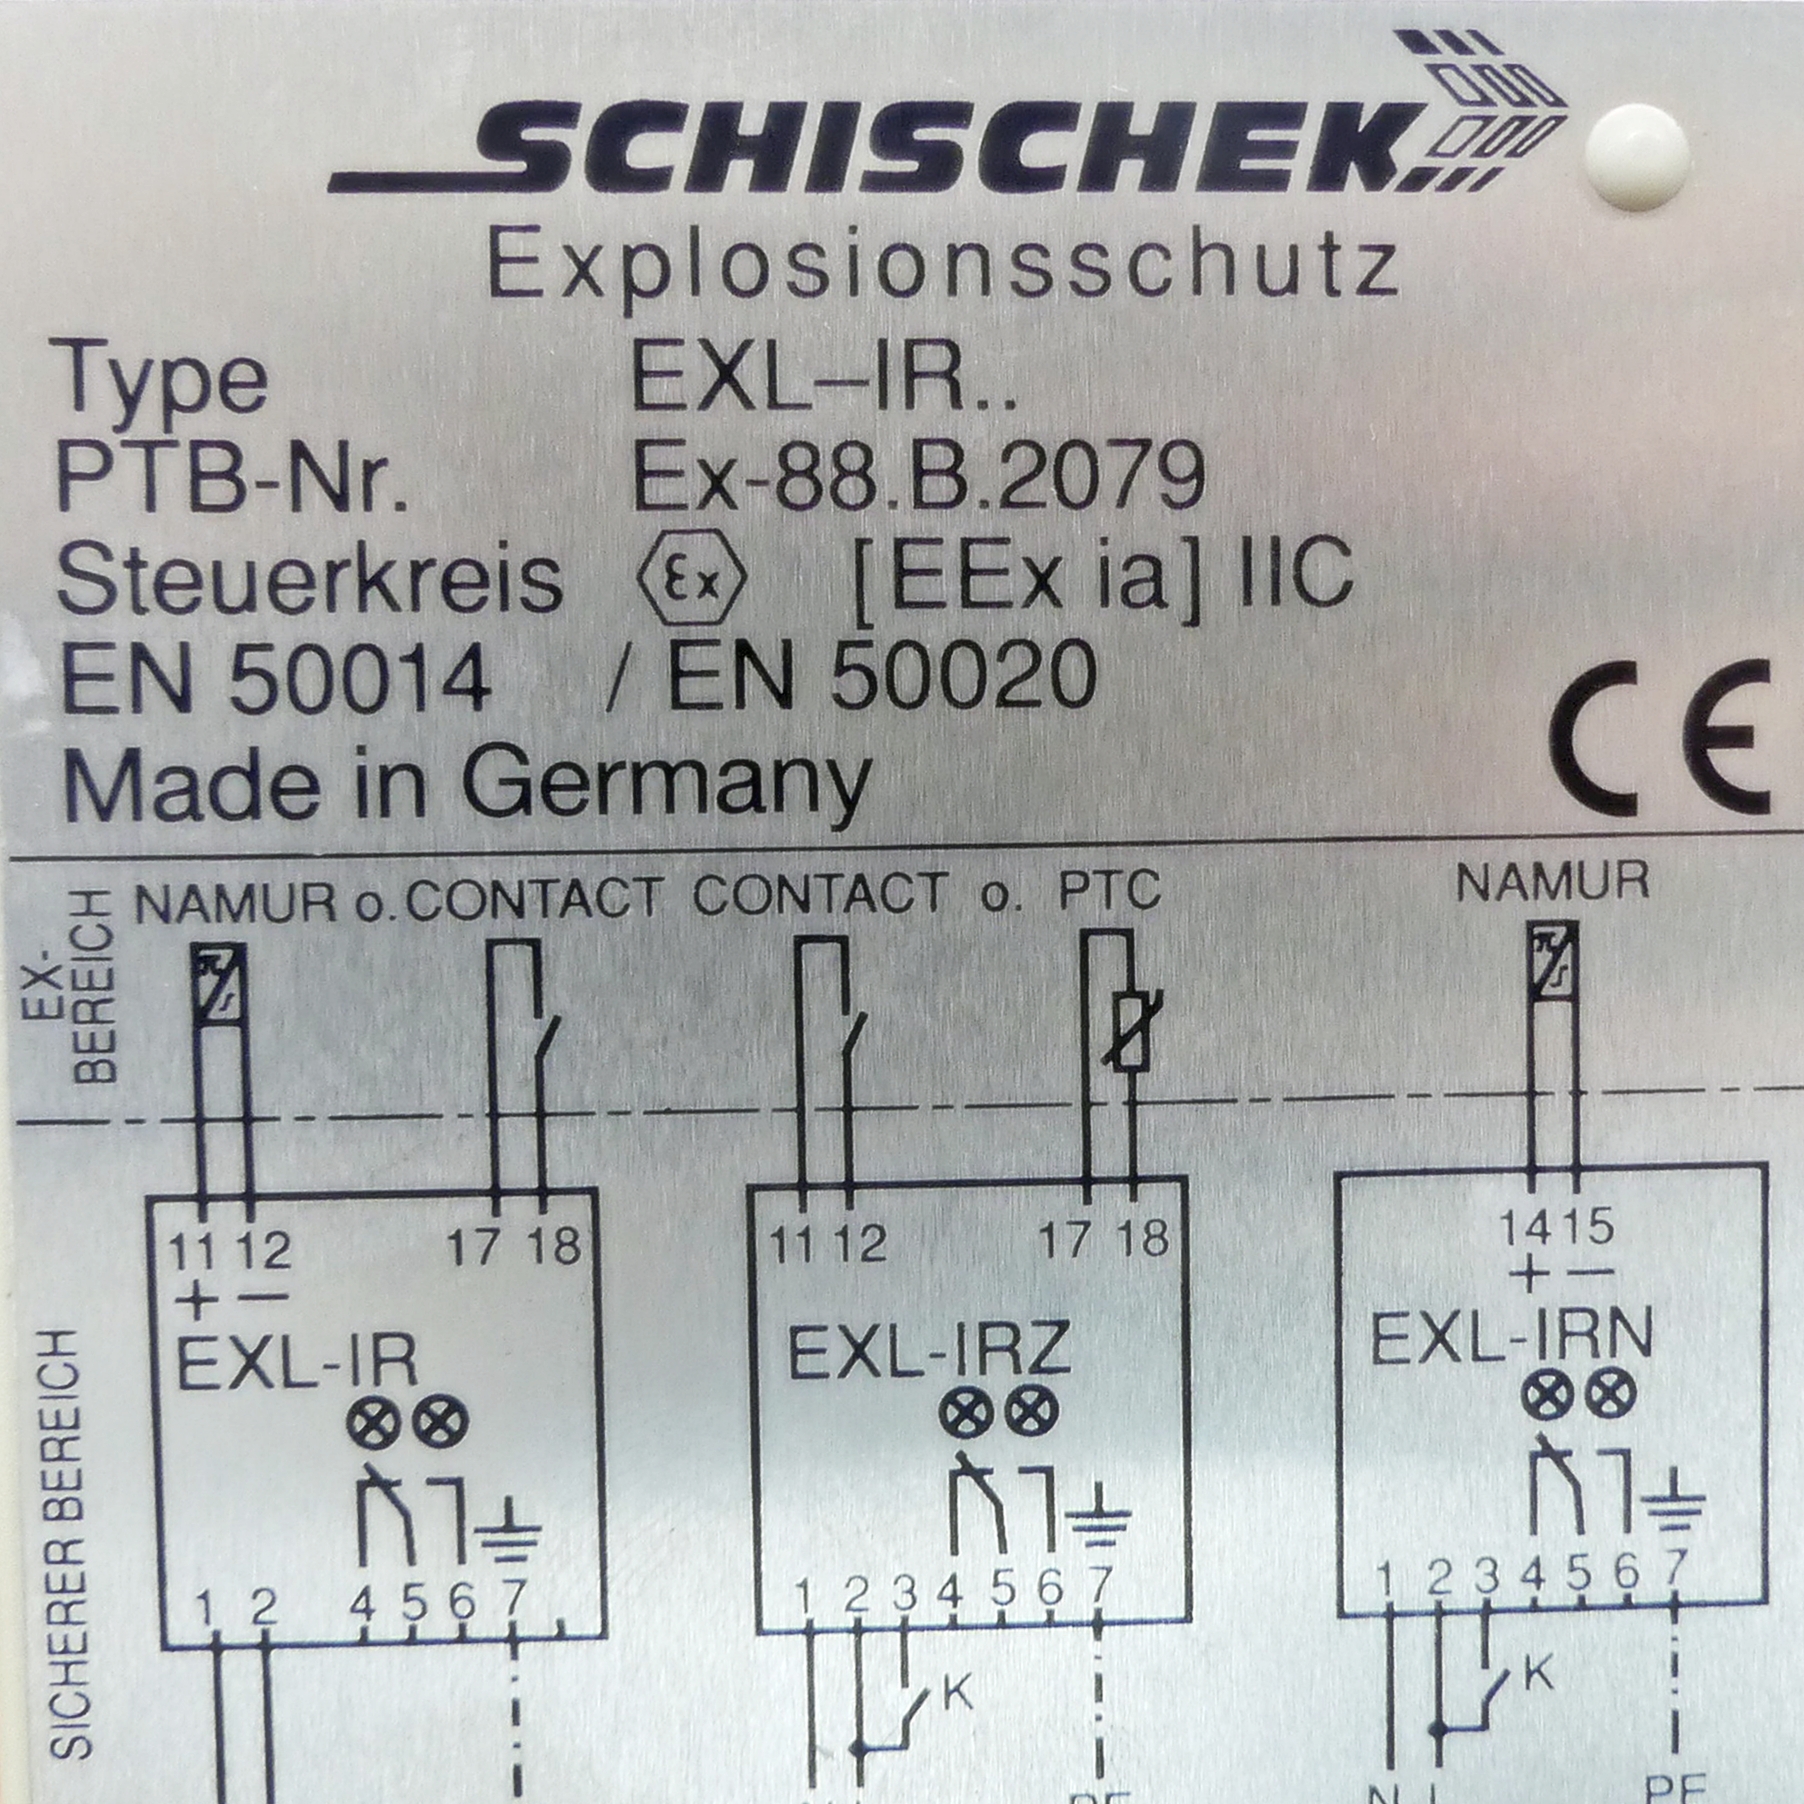 SCHISCHEK
Explosionsschutz
Type EXL–IR..
PTB-Nr. Ex-88.B.2079
Steuerkreis Ex [EEx ia] IIC
EN 50014 / EN 50020
Made in Germany CE
EX-
BEREICH
NAMUR o. CONTACT CONTACT o. PTC NAMUR
11 12 17 18 11 12 17 18 14 15
+ − + −
EXL-IR EXL-IRZ EXL-IRN
SICHERER BEREICH
1 2 4 5 6 7 1 2 3 4 5 6 7 1 2 3 4 5 6 7
K K
PE PE